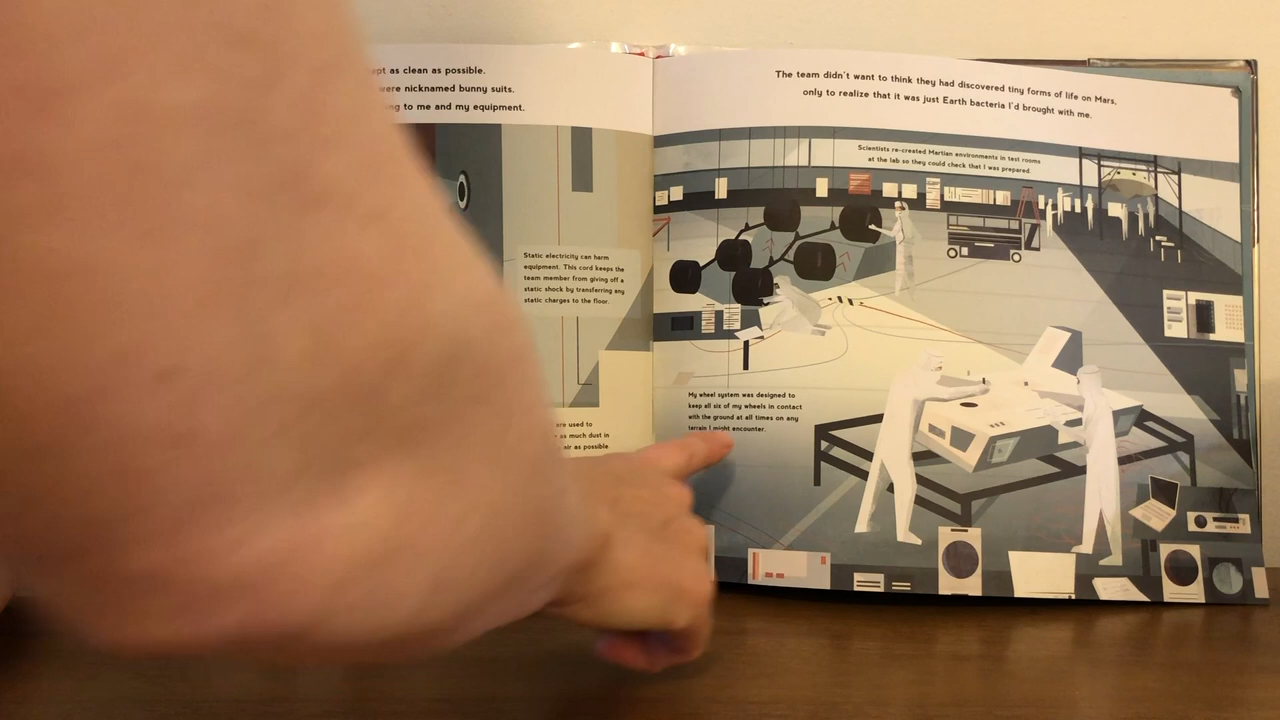 ept as clean as possible.
were nicknamed bunny suits.
ng to me and my equipment.
Static electricity can harm
equipment. This cord keeps the
team member from giving off a
static shock by transferring any
static charges to the floor.
are used to
as much dust in
air as possible
The team didn't want to think they had discovered tiny forms of life on Mars,
only to realize that it was just Earth bacteria I'd brought with me.
Scientists re-created Martian environments in test rooms
at the lab so they could check that I was prepared.
My wheel system was designed to
keep all six of my wheels in contact
with the ground at all times on any
terrain I might encounter.